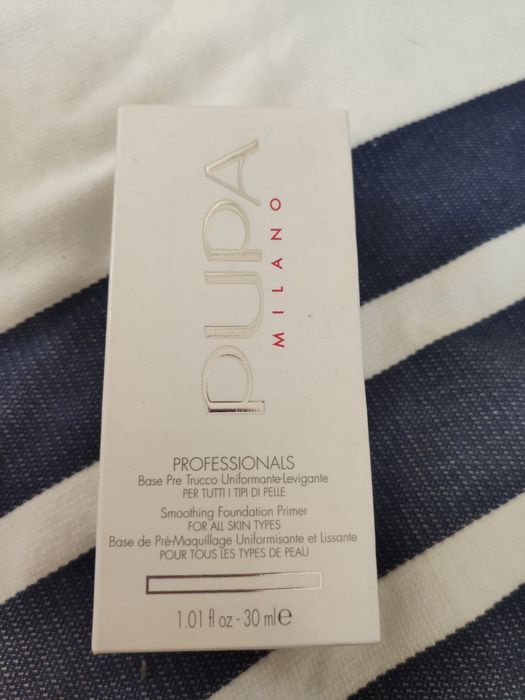 PUPA
MILANO
PROFESSIONALS
Base Pre Trucco Uniformante-Levigante
PER TUTTI I TIPI DI PELLE
Smoothing Foundation Primer
FOR ALL SKIN TYPES
Base de Pré-Maquillage Uniformisante et Lissante
POUR TOUS LES TYPES DE PEAU
1.01 fl oz - 30 ml e